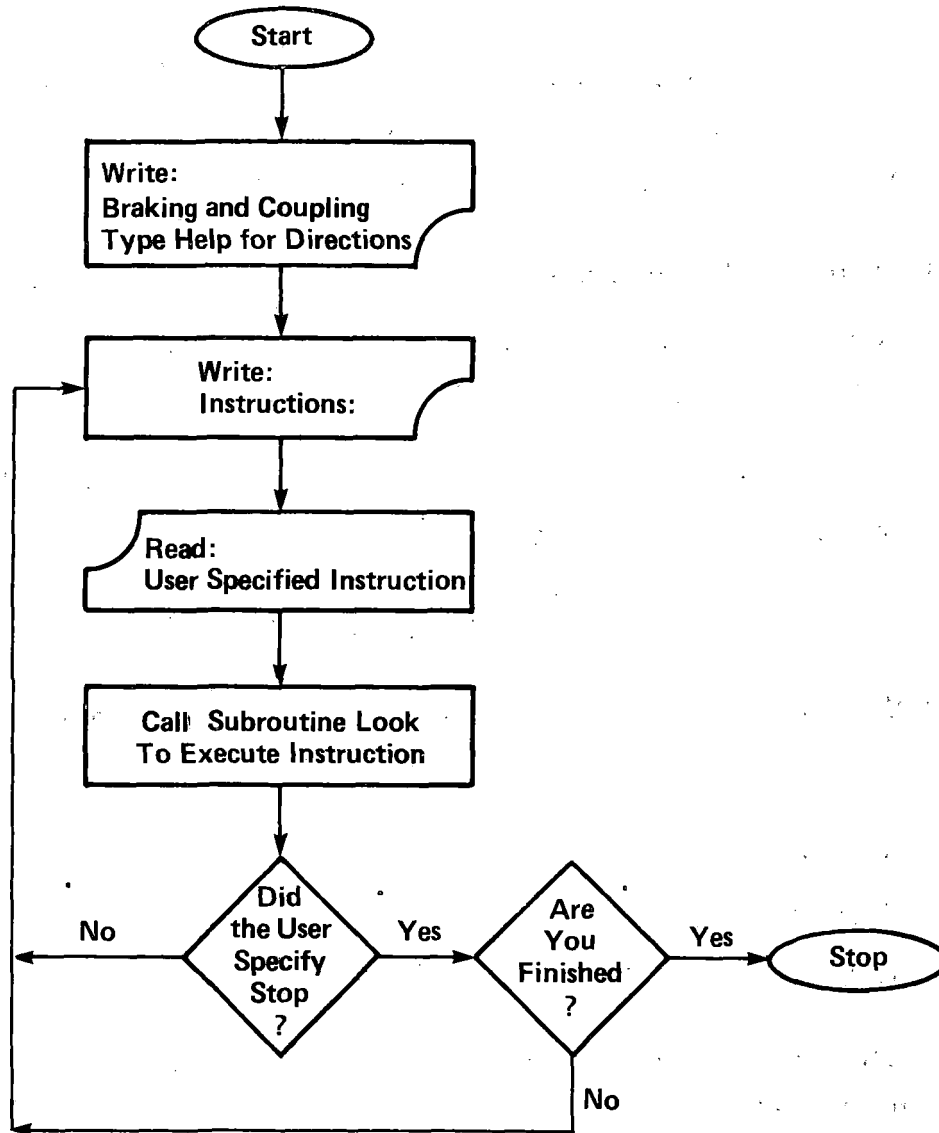 Start
Write:
Braking and Coupling
Type Help for Directions
Write:
Instructions:
Read:
User Specified Instruction
Call Subroutine Look
To Execute Instruction
Did
the User
Specify
Stop
?
No
Yes
Are
You
Finished
?
Yes
Stop
No